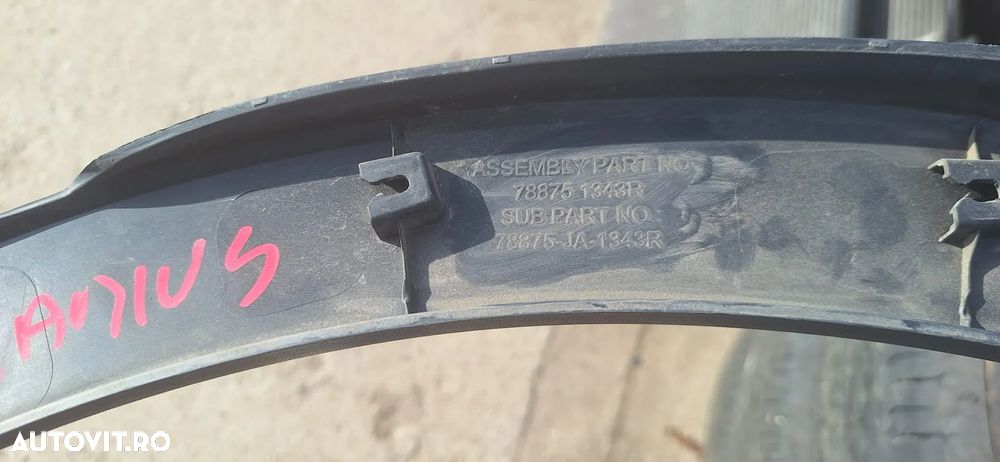 ASSEMBLY PART NO.
78875 1343R
SUB PART NO.:
78875-JA-1343R
AUTOVIT.RO